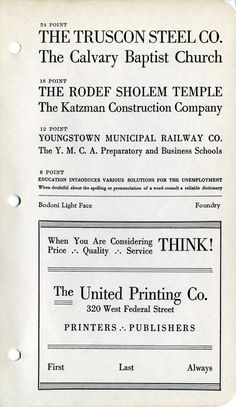 24 POINT
THE TRUSCON STEEL CO.
The Calvary Baptist Church
18 POINT
THE RODEF SHOLEM TEMPLE
The Katzman Construction Company
12 POINT
YOUNGSTOWN MUNICIPAL RAILWAY CO.
The Y. M. C. A. Preparatory and Business Schools
6 POINT
EDUCATION INTRODUCES VARIOUS SOLUTIONS FOR THE UNEMPLOYMENT
When doubtful about the spelling or pronunciation of a word consult a reliable dictionary
Bodoni Light Face Foundry
When You Are Considering THINK!
Price ∴ Quality ∴ Service
The United Printing Co.
320 West Federal Street
PRINTERS ∴ PUBLISHERS
First Last Always